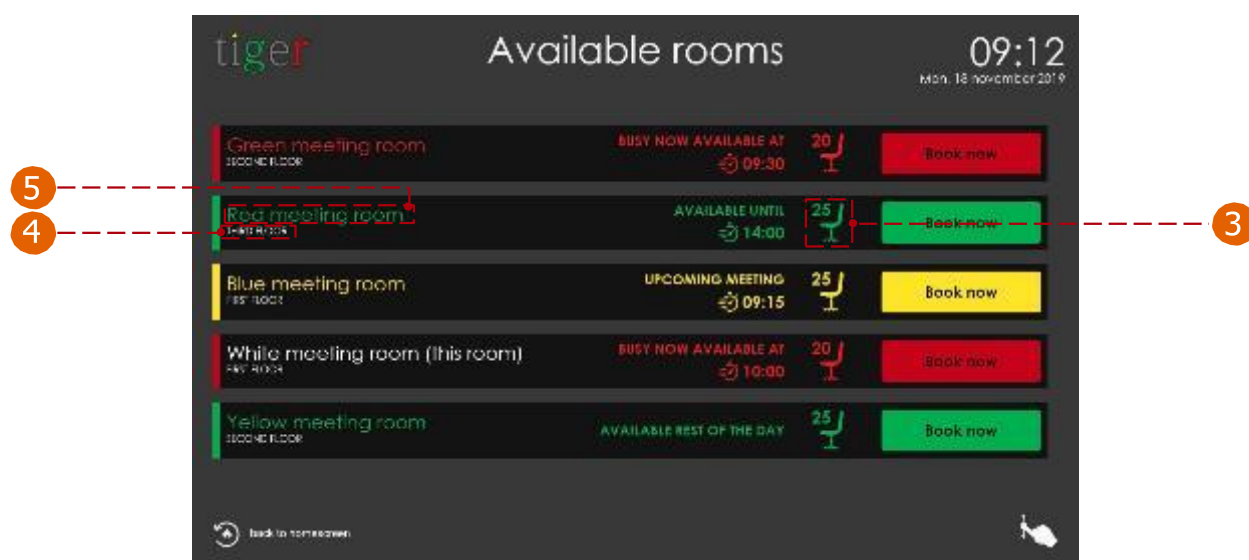 tiger
Available rooms
09:12
Mon, 18 november 2019
Green meeting room
SECOND FLOOR
BUSY NOW AVAILABLE AT
09:30
20
Book now
5
Red meeting room
4
THIRD FLOOR
AVAILABLE UNTIL
14:00
25
Book now
3
Blue meeting room
FIRST FLOOR
UPCOMING MEETING
09:15
25
Book now
White meeting room (this room)
FIRST FLOOR
BUSY NOW AVAILABLE AT
10:00
20
Book now
Yellow meeting room
SECOND FLOOR
AVAILABLE REST OF THE DAY
25
Book now
back to homescreen